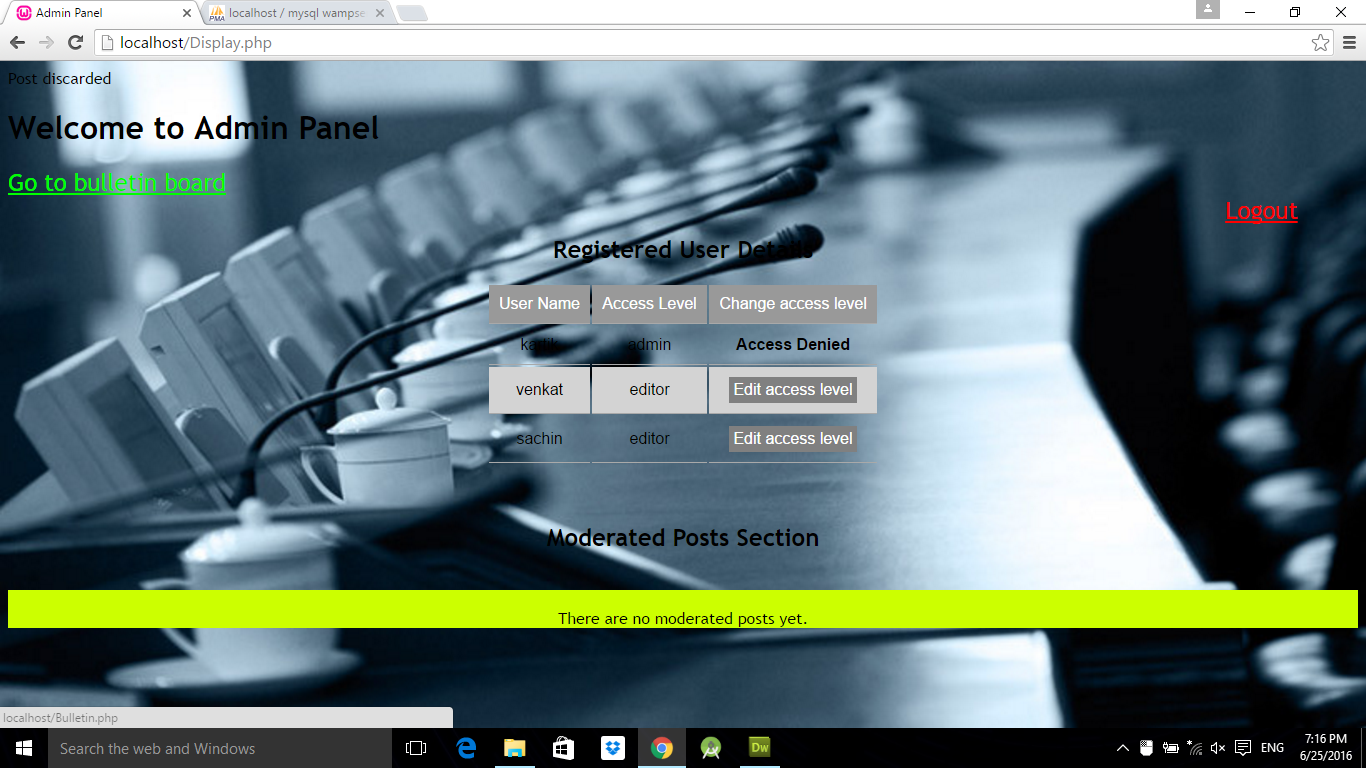 Admin Panel
localhost / mysql wampse
localhost/Display.php
Post discarded
Welcome to Admin Panel
Go to bulletin board
Logout
Registered User Details
User Name Access Level Change access level
admin Access Denied
venkat editor Edit access level
sachin editor Edit access level
Moderated Posts Section
There are no moderated posts yet.
localhost/Bulletin.php
Search the web and Windows
Dw
ENG
7:16 PM
6/25/2016